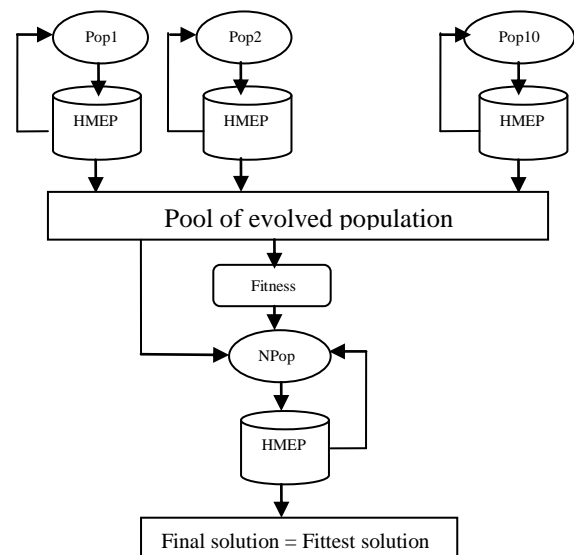 Pop1
Pop2
Pop10
HMEP
HMEP
HMEP
Pool of evolved population
Fitness
NPop
HMEP
Final solution = Fittest solution